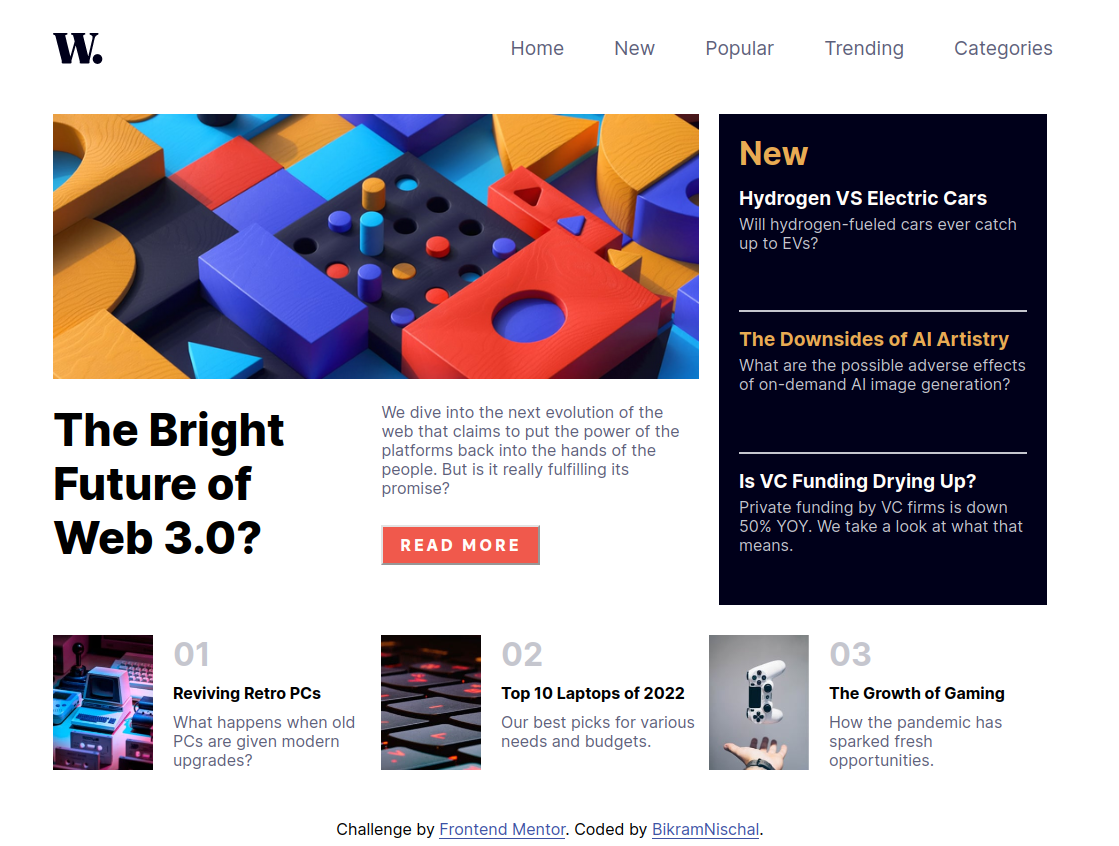 W.
Home New Popular Trending Categories
The Bright
Future of
Web 3.0?
We dive into the next evolution of the
web that claims to put the power of the
platforms back into the hands of the
people. But is it really fulfilling its
promise?
READ MORE
New
Hydrogen VS Electric Cars
Will hydrogen-fueled cars ever catch
up to EVs?
The Downsides of AI Artistry
What are the possible adverse effects
of on-demand AI image generation?
Is VC Funding Drying Up?
Private funding by VC firms is down
50% YOY. We take a look at what that
means.
01
Reviving Retro PCs
What happens when old
PCs are given modern
upgrades?
02
Top 10 Laptops of 2022
Our best picks for various
needs and budgets.
03
The Growth of Gaming
How the pandemic has
sparked fresh
opportunities.
Challenge by Frontend Mentor. Coded by BikramNischal.